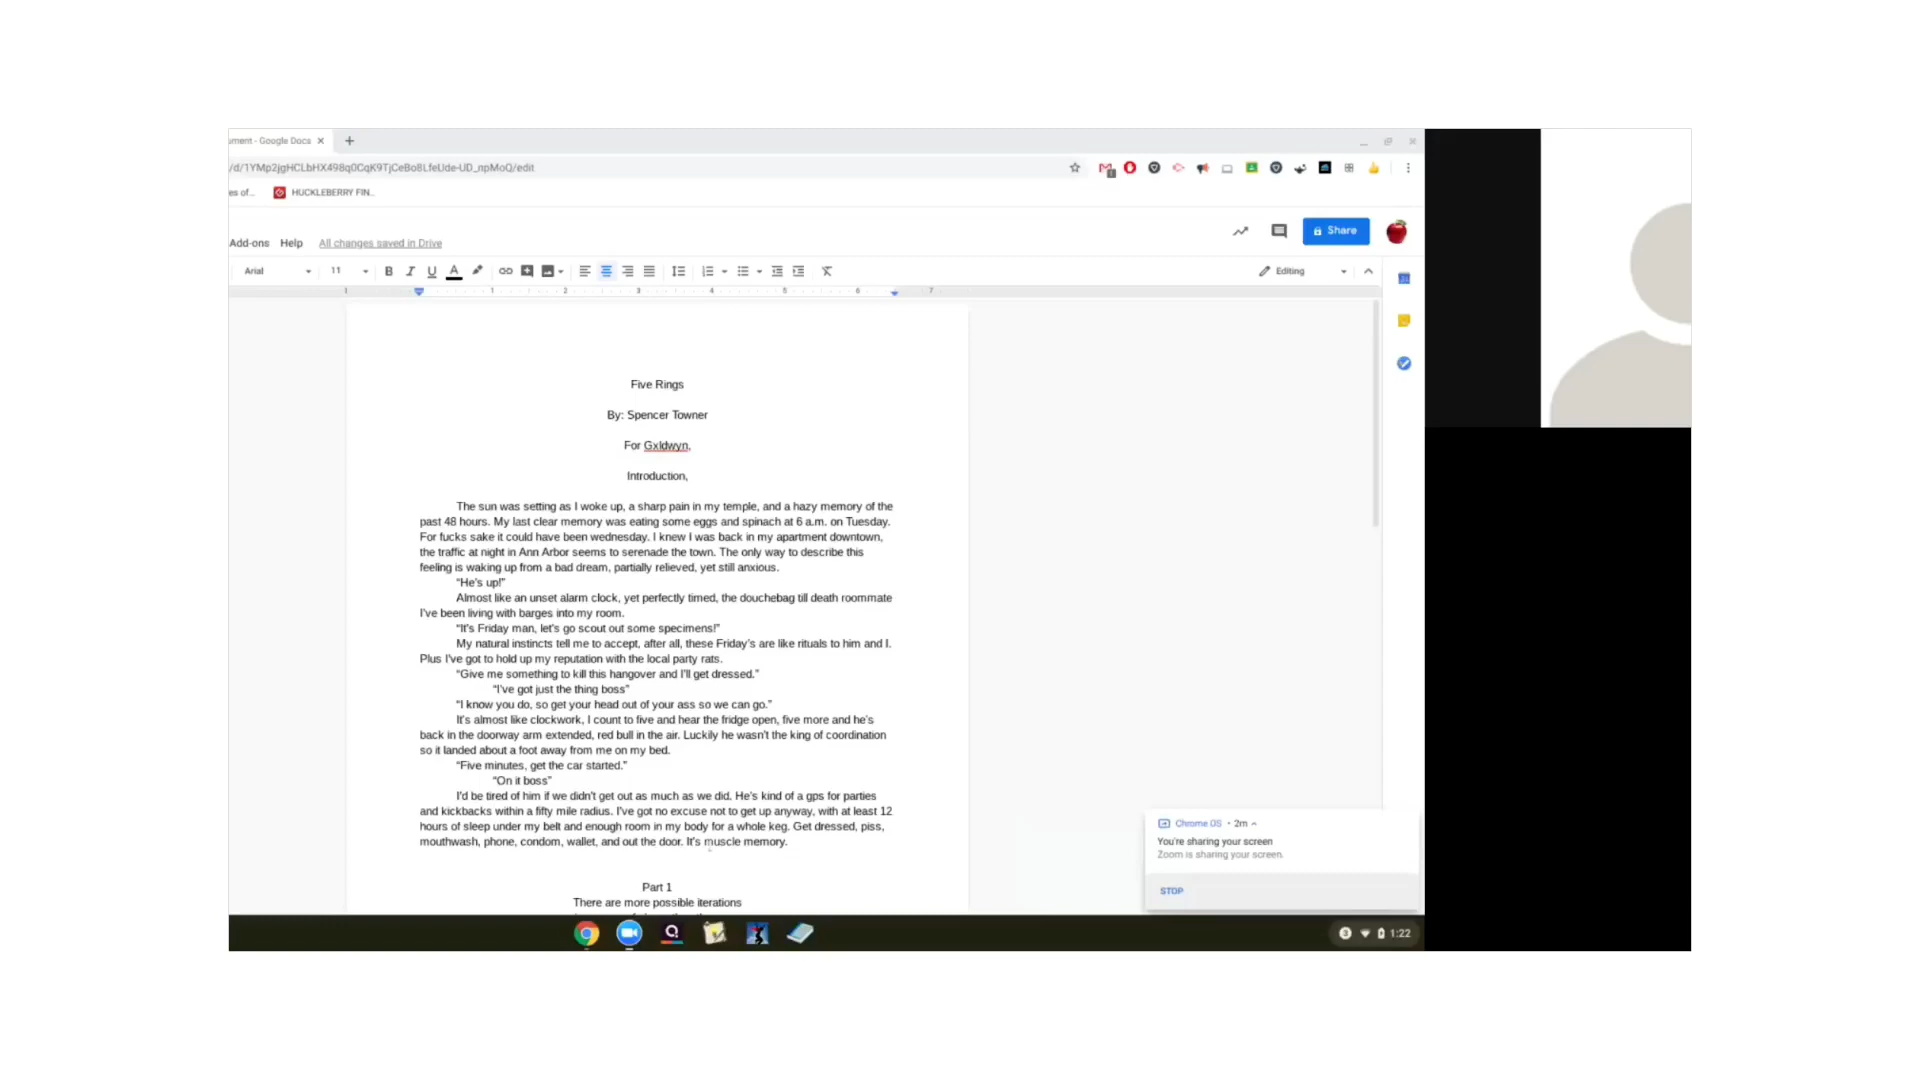 ument - Google Docs
/d/1YMp2jgHCLbHX498q0CqK9TjCeBo8LfeUde-UD_npMoQ/edit
es of...
HUCKLEBERRY FIN...
Share
Add-ons Help All changes saved in Drive
Arial 11 B I U A Editing
1 1 2 3 4 5 6 7
Five Rings
By: Spencer Towner
For Gxldwyn,
Introduction,
The sun was setting as I woke up, a sharp pain in my temple, and a hazy memory of the
past 48 hours. My last clear memory was eating some eggs and spinach at 6 a.m. on Tuesday.
For fucks sake it could have been wednesday. I knew I was back in my apartment downtown,
the traffic at night in Ann Arbor seems to serenade the town. The only way to describe this
feeling is waking up from a bad dream, partially relieved, yet still anxious.
“He's up!”
Almost like an unset alarm clock, yet perfectly timed, the douchebag till death roommate
I've been living with barges into my room.
“It's Friday man, let's go scout out some specimens!”
My natural instincts tell me to accept, after all, these Friday's are like rituals to him and I.
Plus I've got to hold up my reputation with the local party rats.
“Give me something to kill this hangover and I'll get dressed.”
“I've got just the thing boss”
“I know you do, so get your head out of your ass so we can go.”
It's almost like clockwork, I count to five and hear the fridge open, five more and he's
back in the doorway arm extended, red bull in the air. Luckily he wasn't the king of coordination
so it landed about a foot away from me on my bed.
“Five minutes, get the car started.”
“On it boss”
I'd be tired of him if we didn't get out as much as we did. He's kind of a gps for parties
and kickbacks within a fifty mile radius. I've got no excuse not to get up anyway, with at least 12
hours of sleep under my belt and enough room in my body for a whole keg. Get dressed, piss,
mouthwash, phone, condom, wallet, and out the door. It's muscle memory.
Part 1
There are more possible iterations
Chrome OS • 2m
You're sharing your screen
Zoom is sharing your screen.
STOP
3 1:22